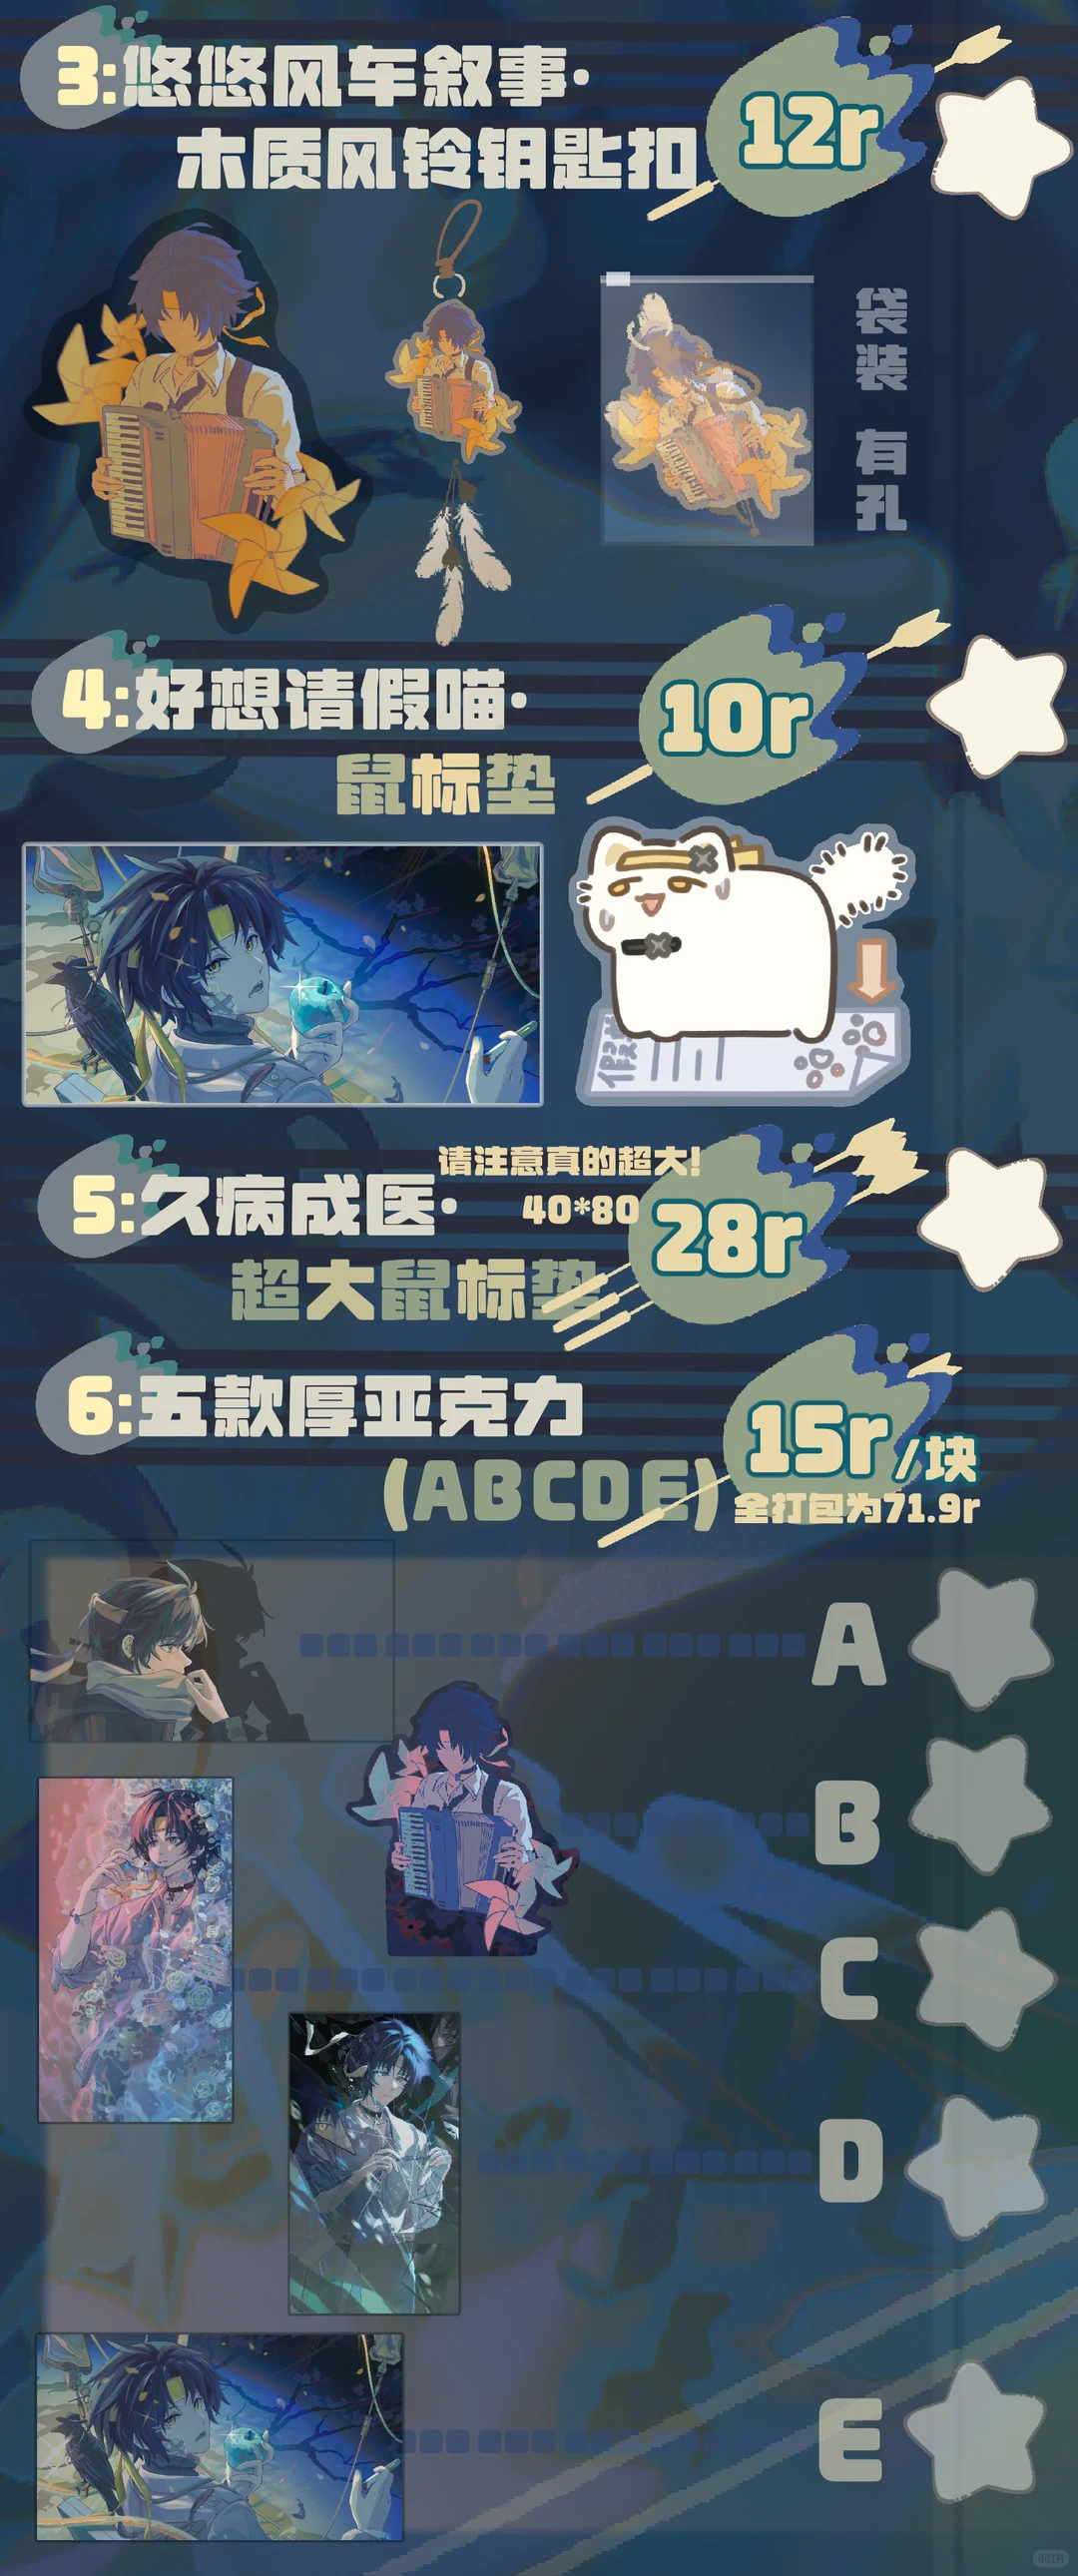 3:悠悠风车叙事·
木质风铃钥匙扣
12r
袋装 有孔
4:好想请假喵·
鼠标垫
10r
假
请注意真的超大!
5:久病成医·
40*80
28r
超大鼠标垫
6:五款厚亚克力
(ABCDE)
15r/块
全打包为71.9r
A
B
C
D
E
小红书